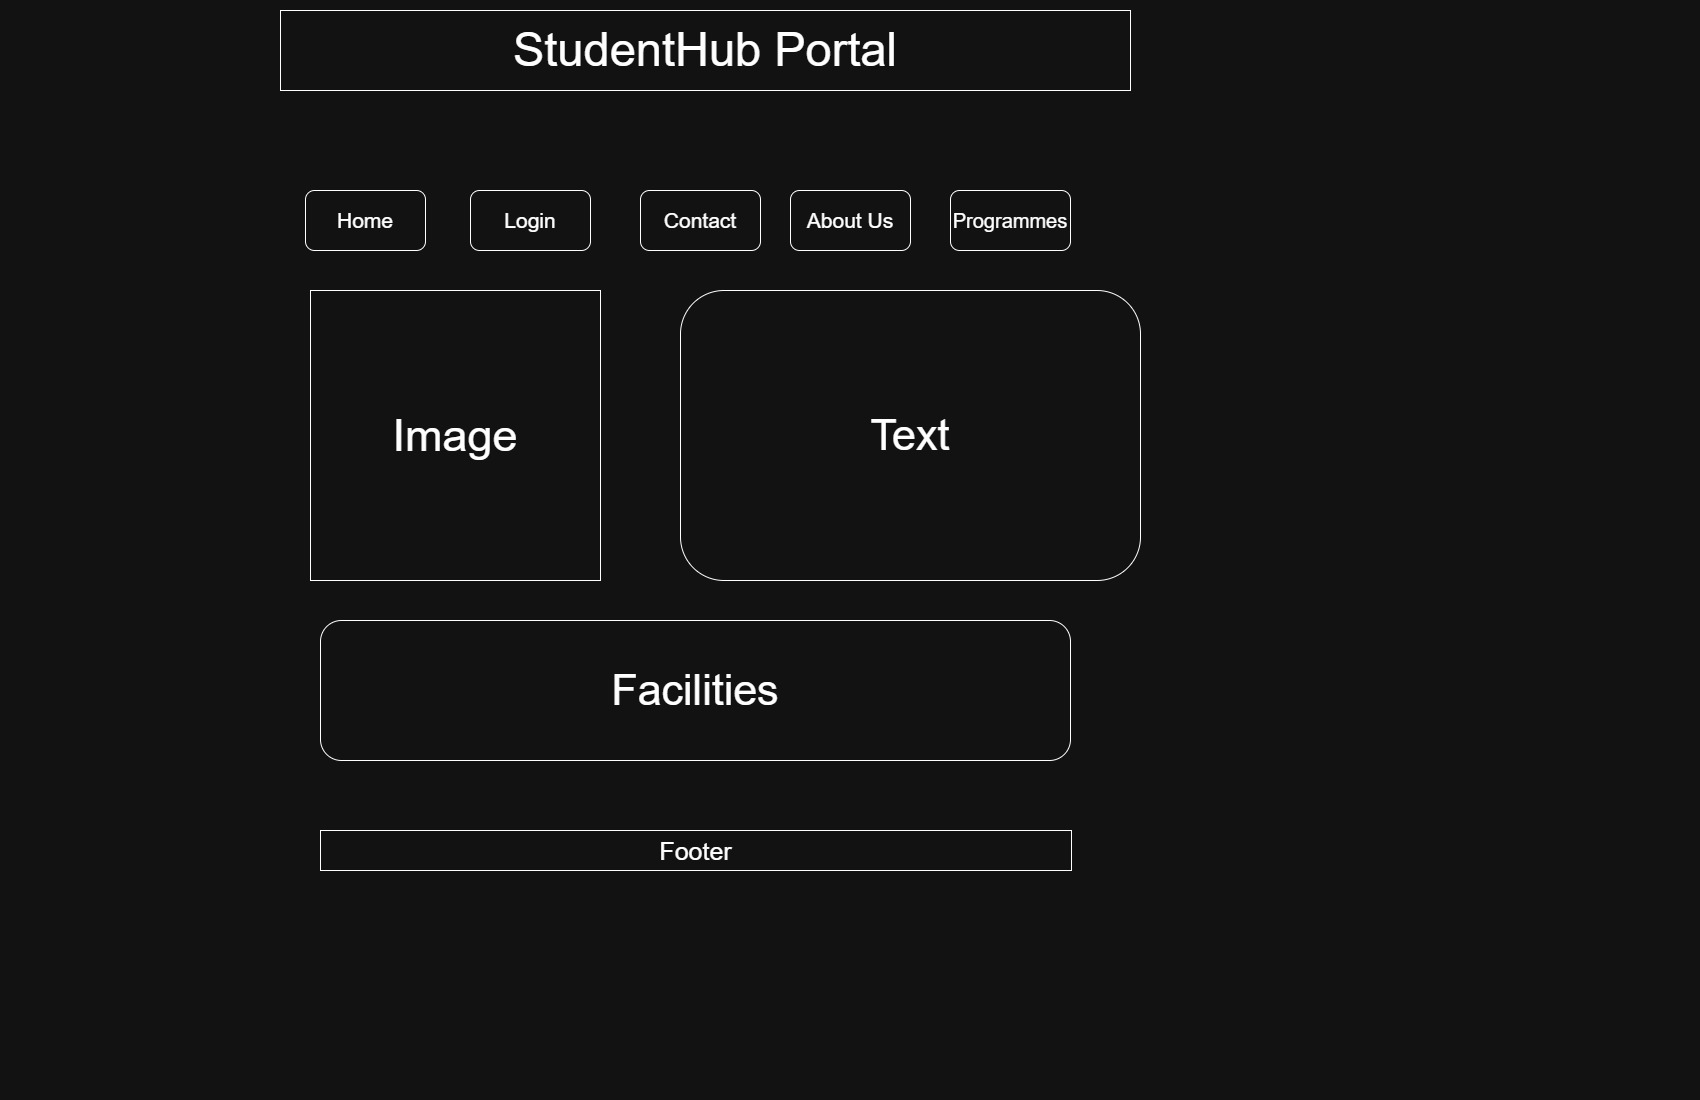 StudentHub Portal
Home
Login
Contact
About Us
Programmes
Image
Text
Facilities
Footer